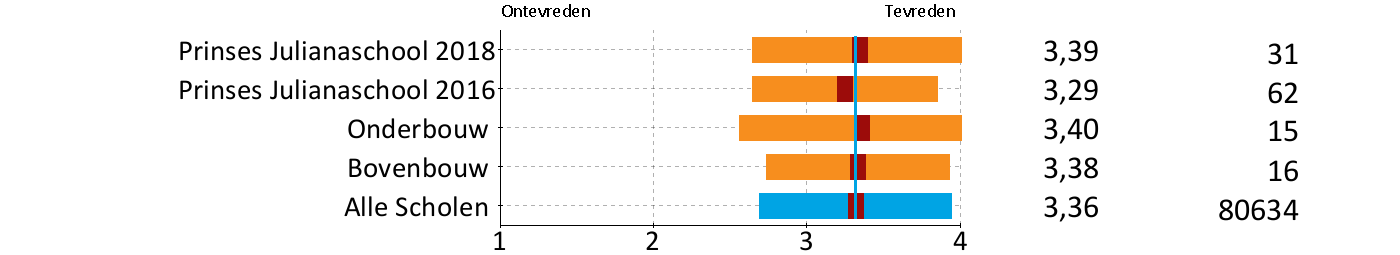 Ontevreden Tevreden
Prinses Julianaschool 2018 3,39 31
Prinses Julianaschool 2016 3,29 62
Onderbouw 3,40 15
Bovenbouw 3,38 16
Alle Scholen 3,36 80634
1 2 3 4